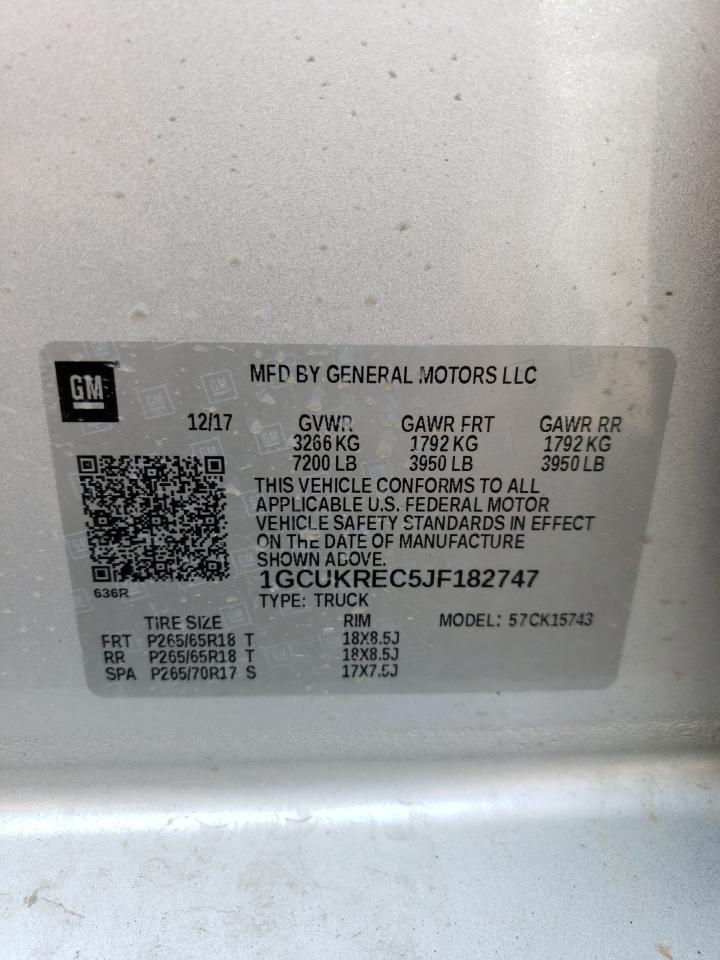 GM
MFD BY GENERAL MOTORS LLC
12/17 GVWR GAWR FRT GAWR RR
3266 KG 1792 KG 1792 KG
7200 LB 3950 LB 3950 LB
THIS VEHICLE CONFORMS TO ALL
APPLICABLE U.S. FEDERAL MOTOR
VEHICLE SAFETY STANDARDS IN EFFECT
ON THE DATE OF MANUFACTURE
SHOWN ABOVE.
1GCUKREC5JF182747
636R
TYPE: TRUCK
TIRE SIZE RIM MODEL: 57CK15743
FRT P265/65R18 T 18X8.5J
RR P265/65R18 T 18X8.5J
SPA P265/70R17 S 17X7.5J